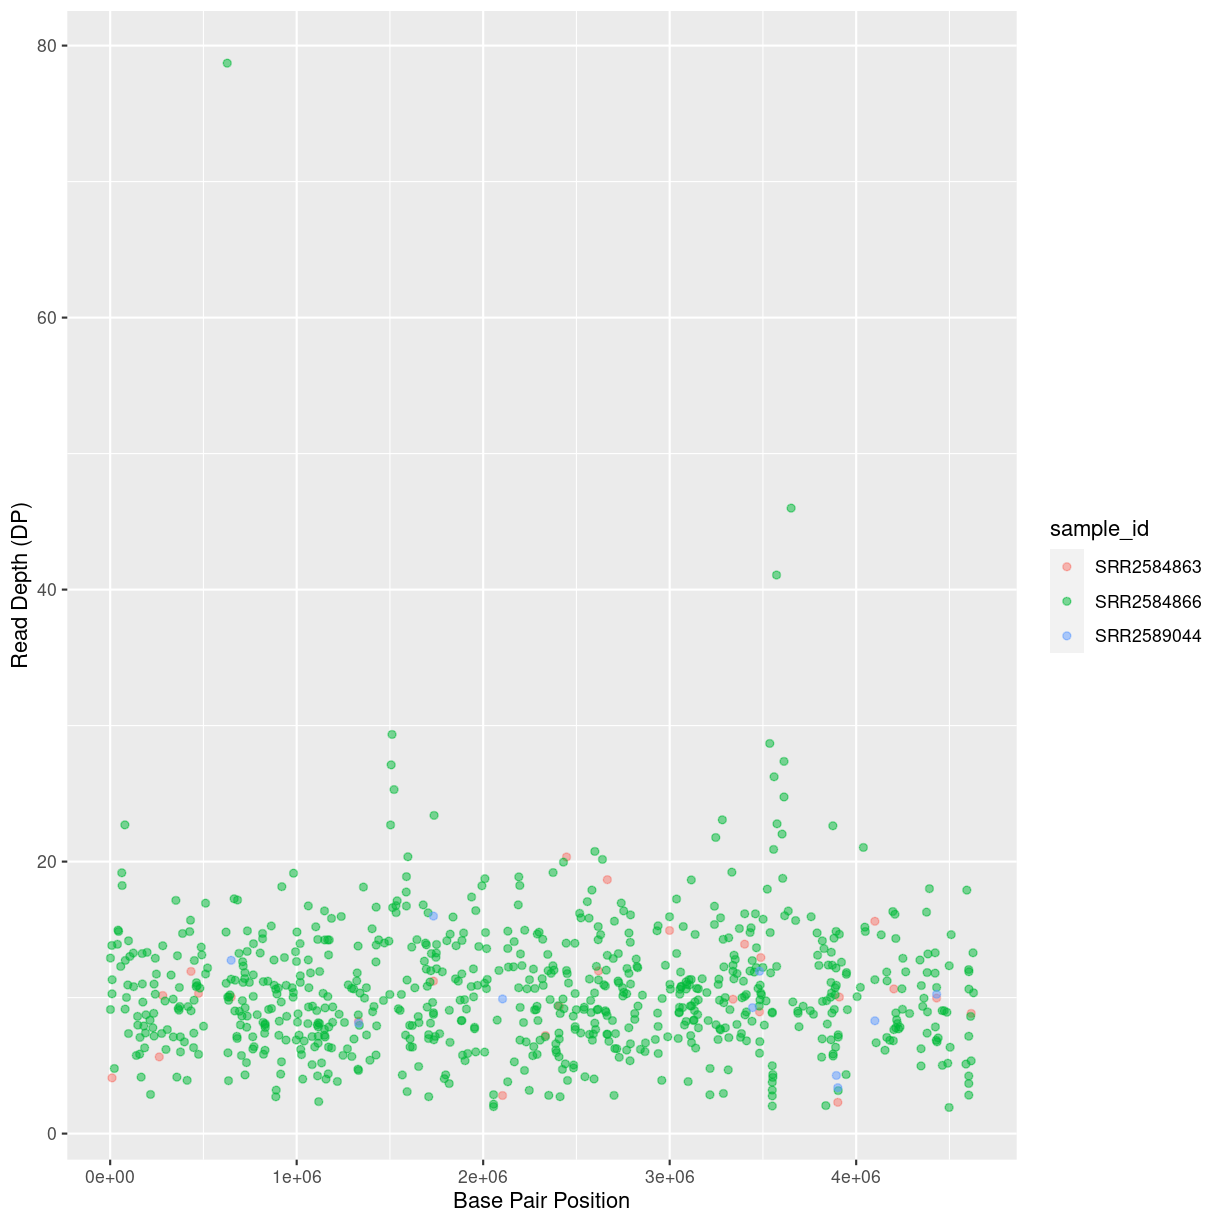 80
60
40
20
0
Read Depth (DP)
0e+00
1e+06
2e+06
3e+06
4e+06
Base Pair Position
sample_id
SRR2584863
SRR2584866
SRR2589044